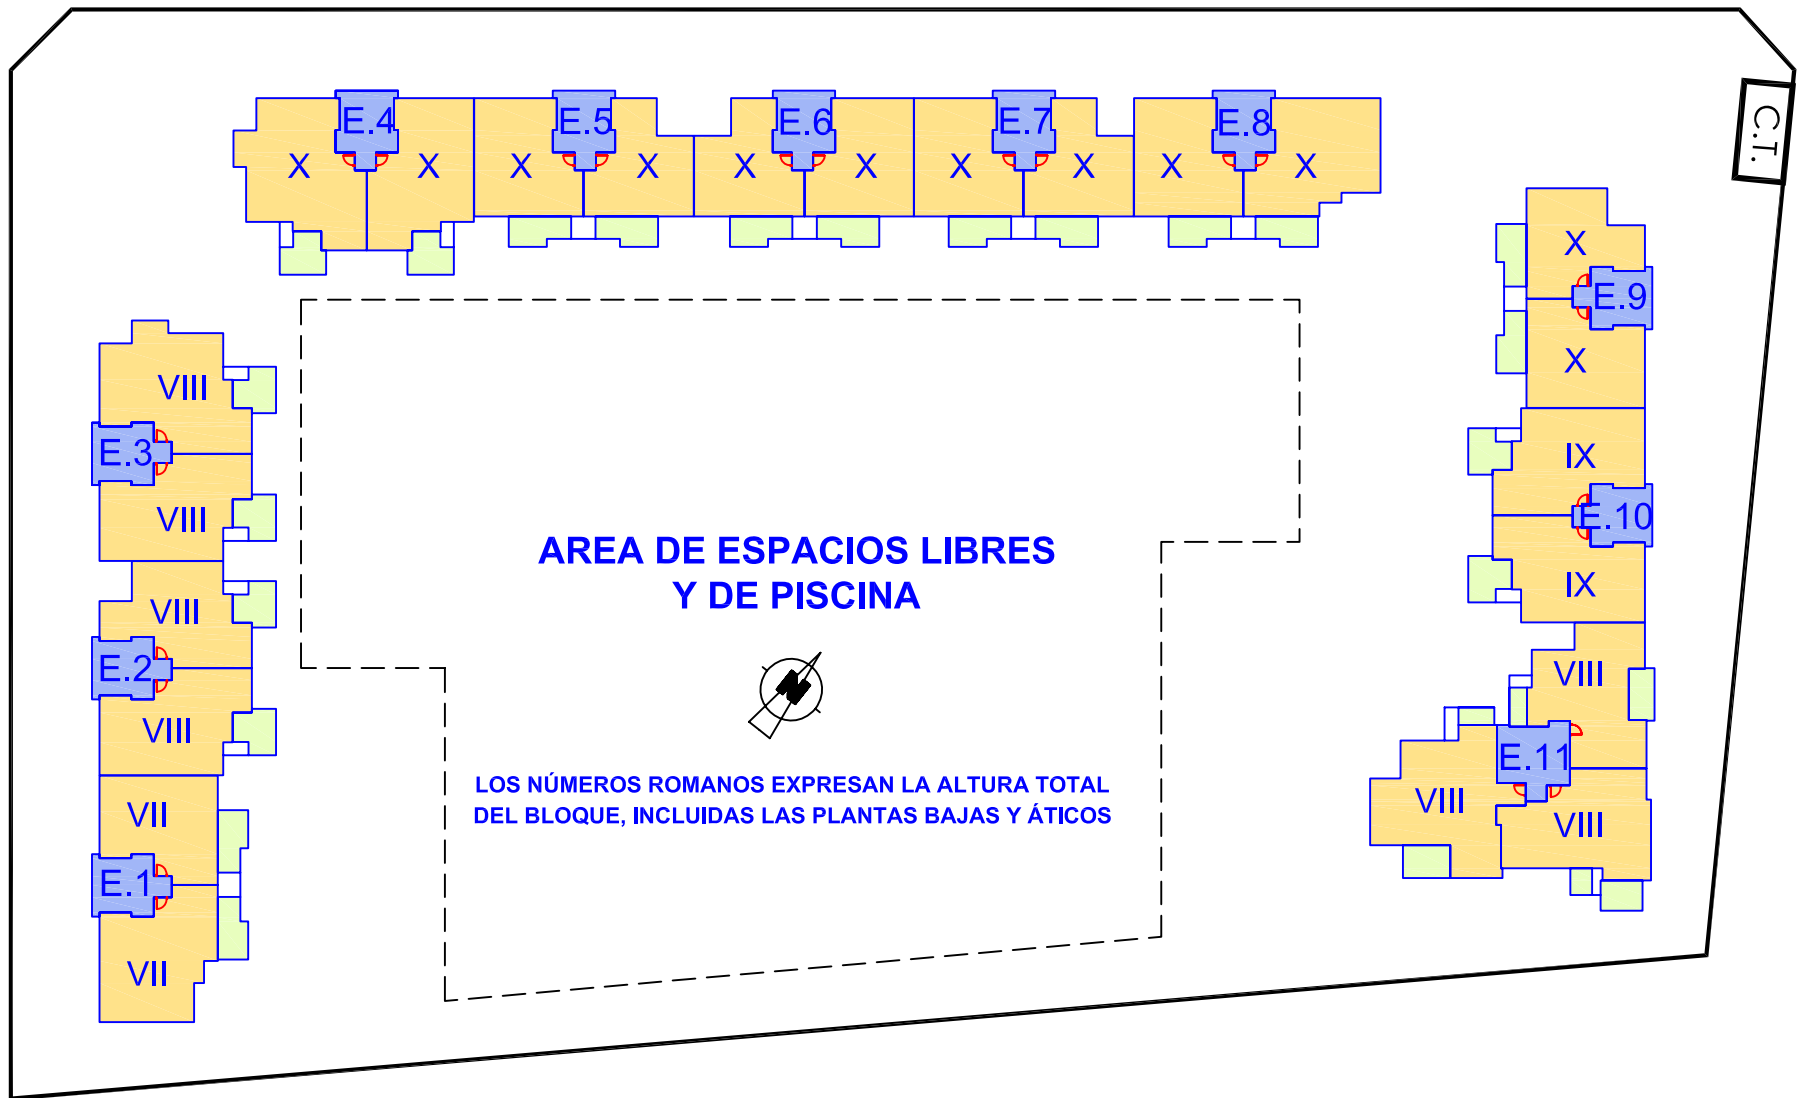 E.4
E.5
E.6
E.7
E.8
C.T.
X
X
X
X
X
X
X
X
X
X
X
E.9
X
VIII
E.3
VIII
IX
E.10
IX
AREA DE ESPACIOS LIBRES
Y DE PISCINA
VIII
E.2
VIII
N
VIII
E.11
VIII
VIII
LOS NÚMEROS ROMANOS EXPRESAN LA ALTURA TOTAL
DEL BLOQUE, INCLUIDAS LAS PLANTAS BAJAS Y ÁTICOS
VII
E.1
VII